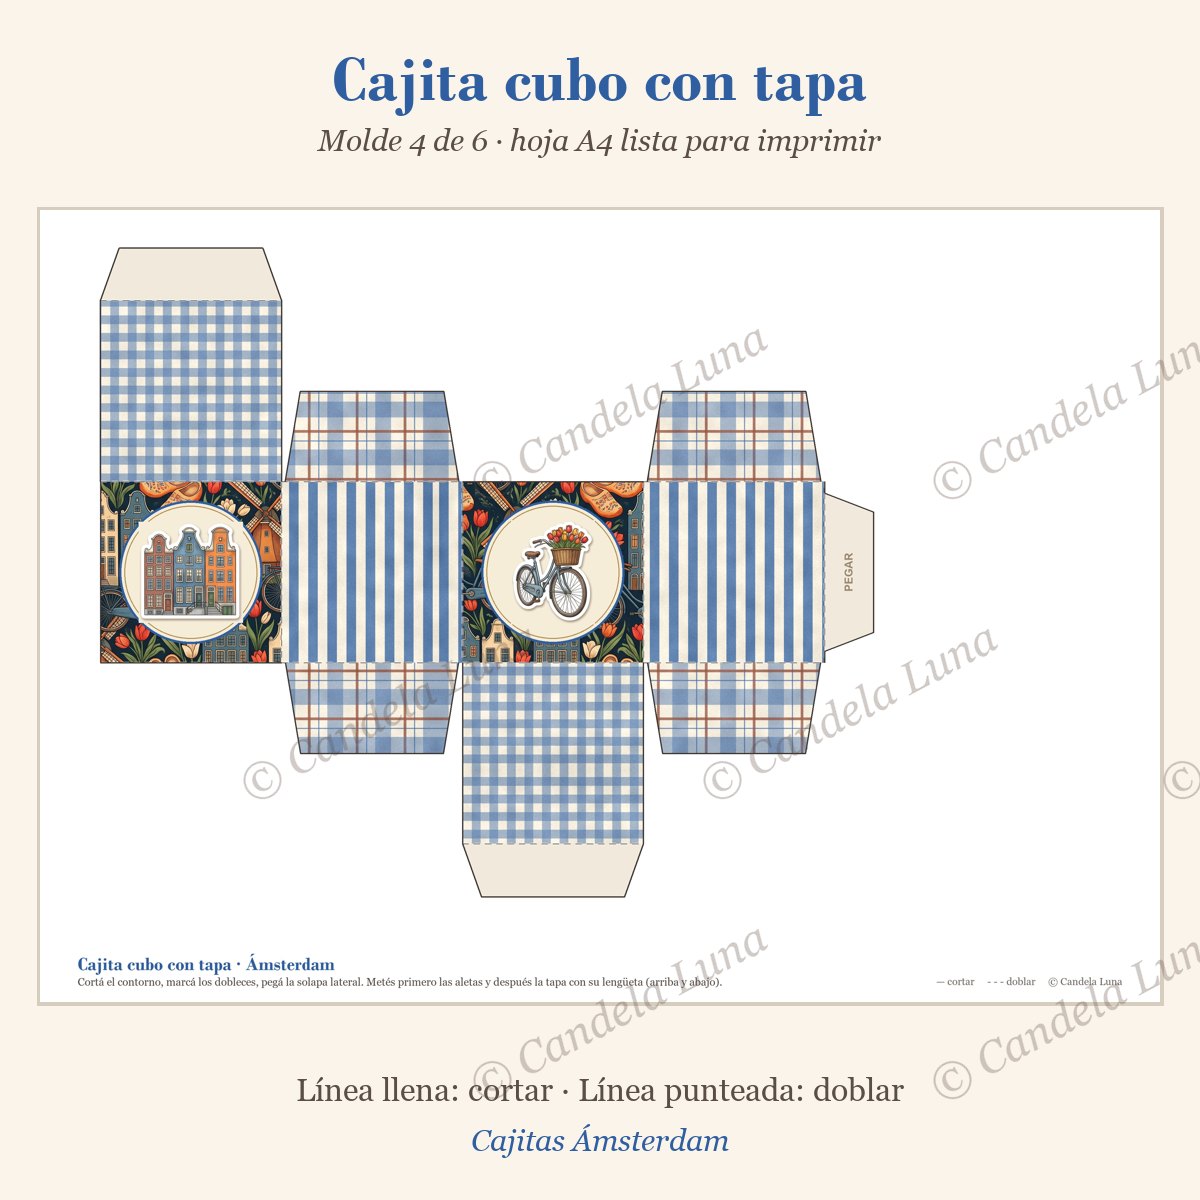 Cajita cubo con tapa
Molde 4 de 6 · hoja A4 lista para imprimir
© Candela Luna
© Candela Luna
PEGAR
© Candela Luna
© Candela Luna
©
Cajita cubo con tapa · Ámsterdam
Cortá el contorno, marcá los dobleces, pegá la solapa lateral. Metés primero las aletas y después la tapa con su lengüeta (arriba y abajo).
— cortar - - - doblar © Candela Luna
© Candela Luna
© Candela Luna
Línea llena: cortar · Línea punteada: doblar
Cajitas Ámsterdam